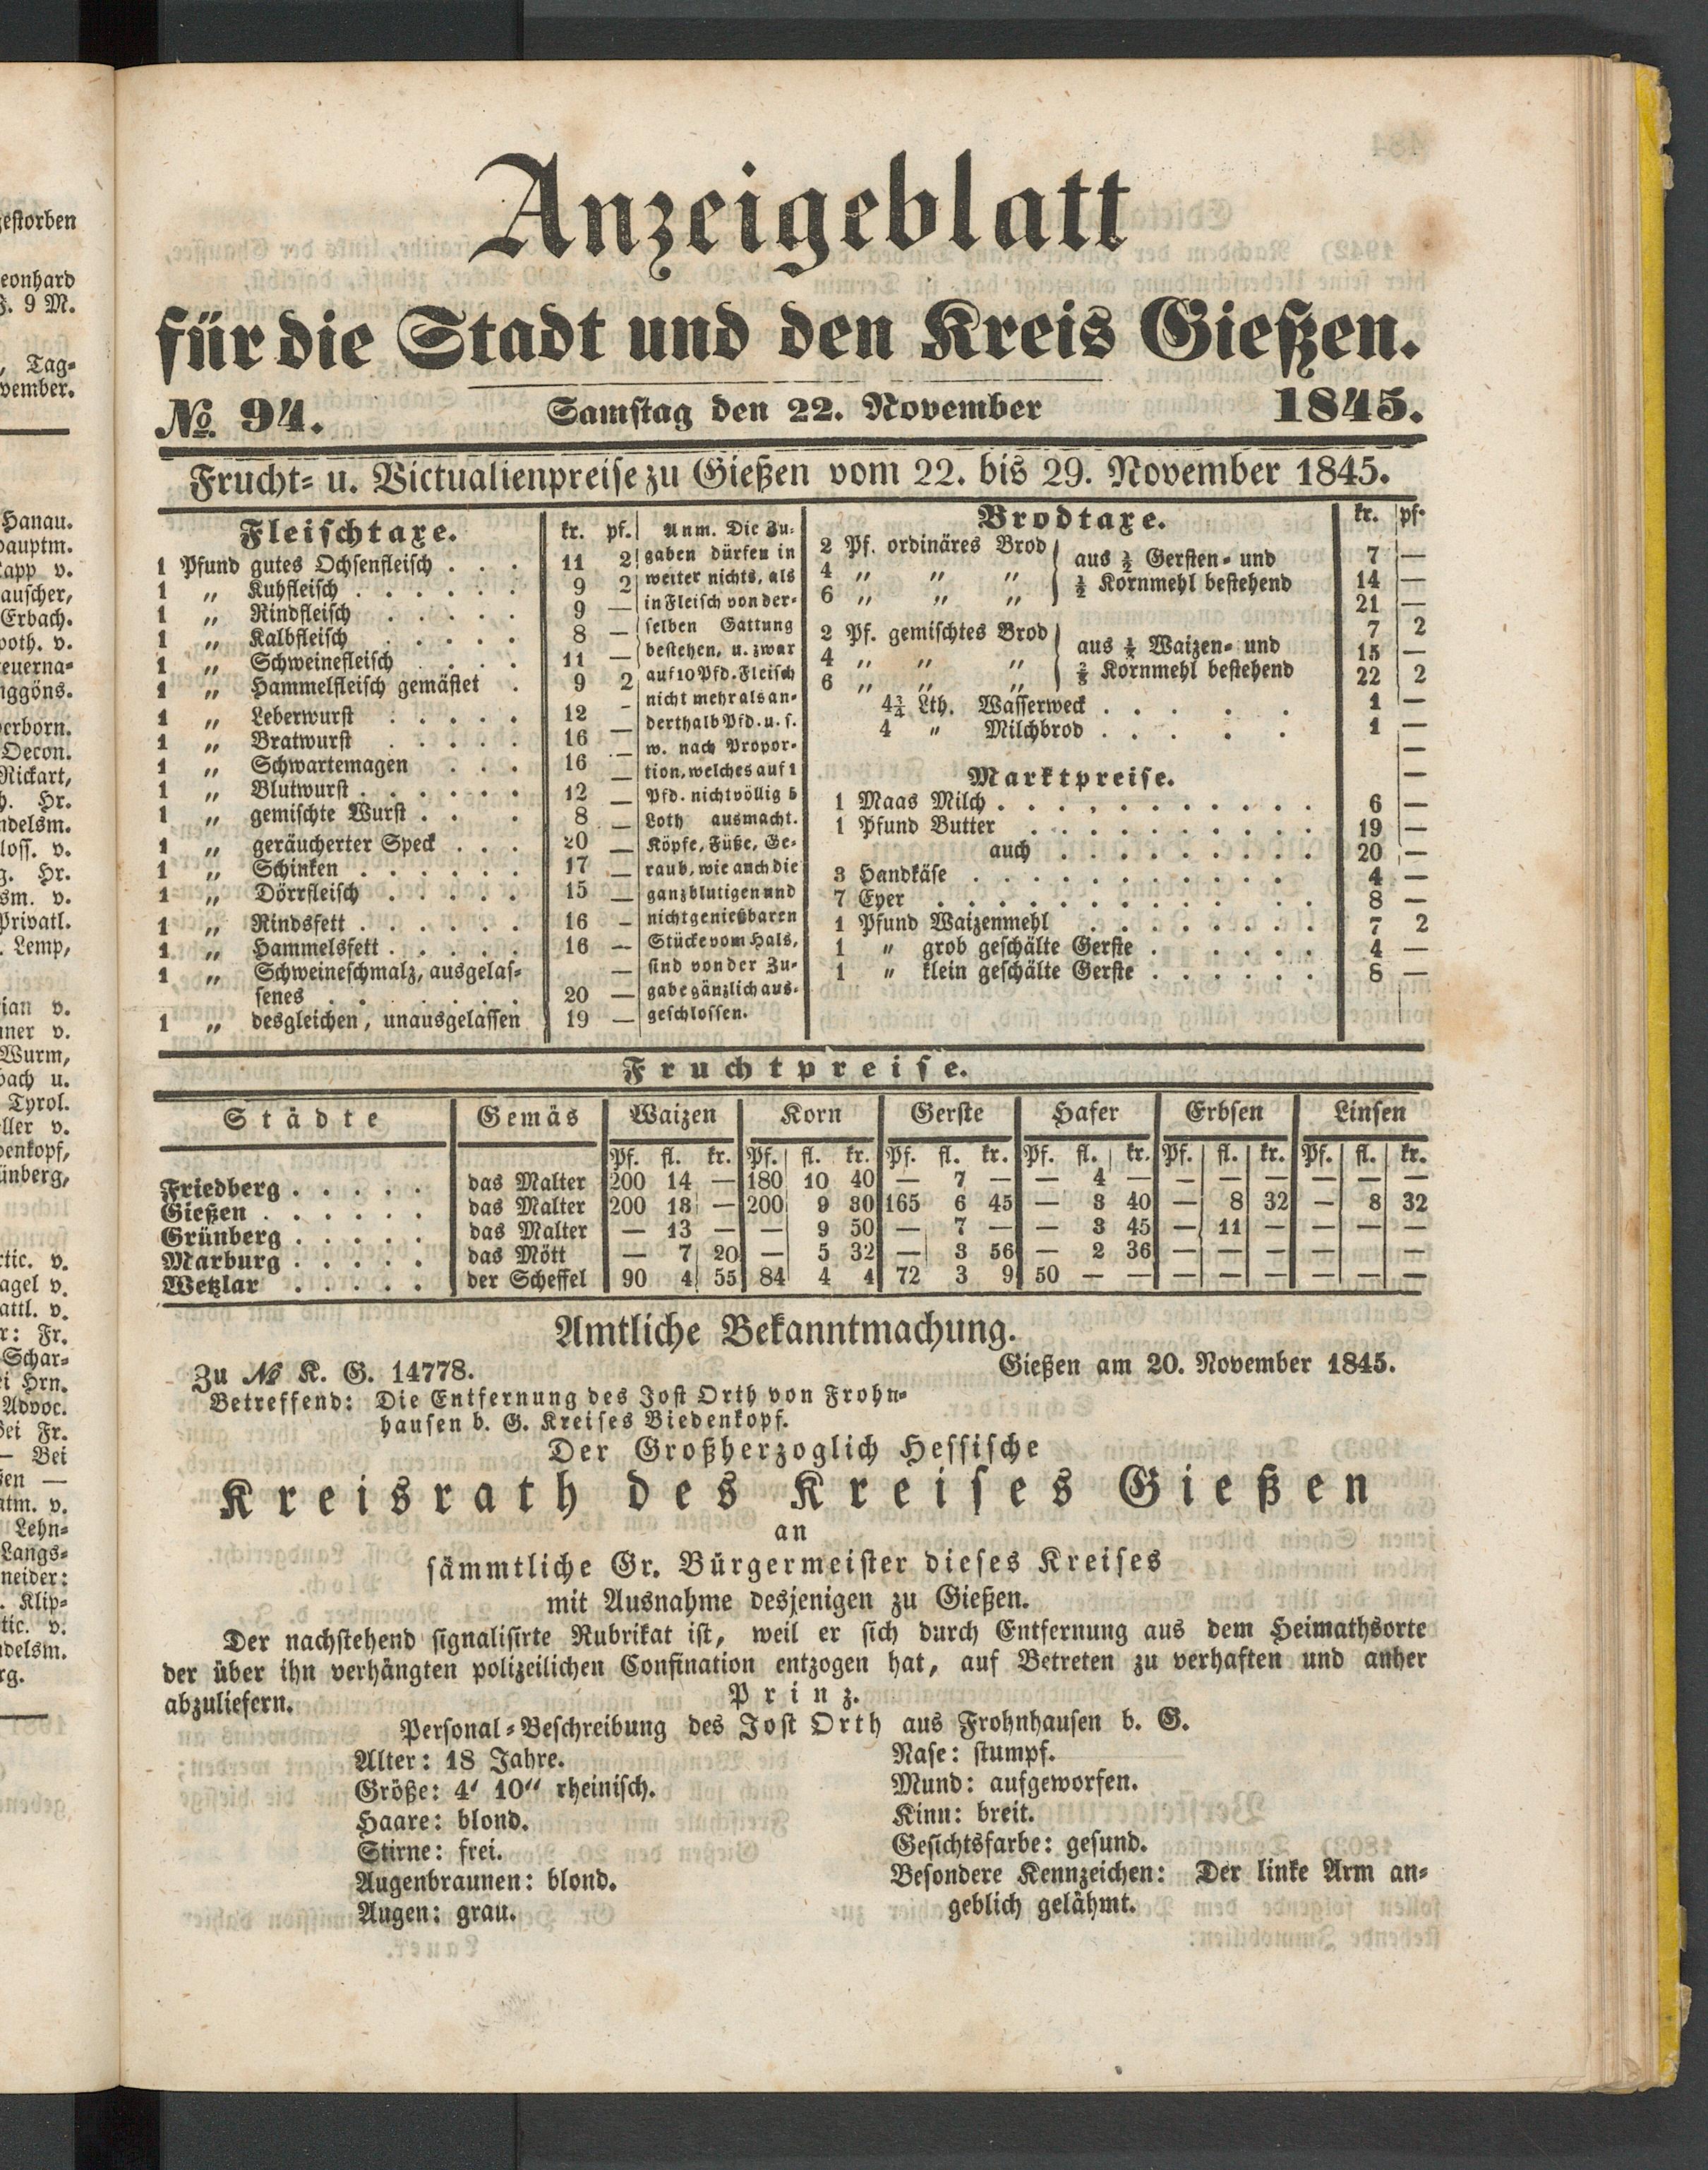 Anzeigeblatt
für die Stadt und den Kreis Gießen.
№ 94. Samstag den 22. November 1845.
Frucht- u. Victualienpreise zu Gießen vom 22. bis 29. November 1845.
Fleischtaxe. kr. pf.
1 Pfund gutes Ochsenfleisch . . . 11 2
1 „ Kuhfleisch . . . . . . 9 2
1 „ Rindfleisch . . . . . 9 —
1 „ Kalbfleisch . . . . . 8 —
1 „ Schweinefleisch . . . 11 —
1 „ Hammelfleisch gemästet . 9 2
1 „ Leberwurst . . . . . 12 -
1 „ Bratwurst . . . . . 16 —
1 „ Schwartemagen . . . 16 —
1 „ Blutwurst . . . . . . 12 —
1 „ gemischte Wurst . . . 8 —
1 „ geräucherter Speck . . . 20 —
1 „ Schinken . . . . . . 17 —
1 „ Dörrfleisch . . . . . 15 —
1 „ Rindsfett . . . . . . 16 -
1 „ Hammelsfett . . . . . 16 —
1 „ Schweineschmalz, ausgelas-
senes . . . . . . . 20 —
1 „ desgleichen, unausgelassen 19 —
Anm. Die Zu-
gaben dürfen in
weiter nichts, als
in Fleisch von der-
selben Gattung
bestehen, u. zwar
auf 10 Pfd. Fleisch
nicht mehr als an-
derthalb Pfd. u. s.
w. nach Propor-
tion, welches auf 1
Pfd. nicht völlig 5
Loth ausmacht.
Köpfe, Füße, Ge-
raub, wie auch die
ganz blutigen und
nicht genießbaren
Stücke vom Hals,
sind von der Zu-
gabe gänzlich aus-
geschlossen.
Brodtaxe. kr. pf.
2 Pf. ordinäres Brod 7 —
4 „ „ „ aus ½ Gersten- und 14 —
6 „ „ „ ½ Kornmehl bestehend 21 —
2 Pf. gemischtes Brod 7 2
4 „ „ „ aus ⅓ Waizen- und 15 —
6 „ „ „ ⅔ Kornmehl bestehend 22 2
4¾ Lth. Wasserweck . . . . . 1 —
4 „ Milchbrod . . . . . 1 —
—
Marktpreise. —
1 Maas Milch . . . . . . . . . . 6 —
1 Pfund Butter . . . . . . . . . 19 —
auch . . . . . . . . 20 —
3 Handkäse . . . . . . . . . . 4 —
7 Eyer . . . . . . . . . . . 8 —
1 Pfund Waizenmehl . . . . . . . 7 2
1 „ grob geschälte Gerste . . . . . 4 —
1 „ klein geschälte Gerste . . . . . . 8 —
Fruchtpreise.
Städte Gemäs Waizen Korn Gerste Hafer Erbsen Linsen
Pf. fl. kr. Pf. fl. kr. Pf. fl. kr. Pf. fl. kr. Pf. fl. kr. Pf. fl. kr.
Friedberg . . . . . das Malter 200 14 — 180 10 40 — 7 — — 4 — — — — — — —
Gießen . . . . . . das Malter 200 13 — 200 9 30 165 6 45 — 3 40 — 8 32 — 8 32
Grünberg . . . . . das Malter — 13 — — 9 50 — 7 — — 3 45 — 11 — — — —
Marburg . . . . . das Mött — 7 20 — 5 32 — 3 56 — 2 36 — — — — — —
Wetzlar . . . . . der Scheffel 90 4 55 84 4 4 72 3 9 50 — — — — — — — —
Amtliche Bekanntmachung.
Zu № K. G. 14778. Gießen am 20. November 1845.
Betreffend: Die Entfernung des Jost Orth von Frohn-
hausen b. G. Kreises Biedenkopf.
Der Großherzoglich Hessische
Kreisrath des Kreises Gießen
an
sämmtliche Gr. Bürgermeister dieses Kreises
mit Ausnahme desjenigen zu Gießen.
Der nachstehend signalisirte Rubrikat ist, weil er sich durch Entfernung aus dem Heimathsorte
der über ihn verhängten polizeilichen Confination entzogen hat, auf Betreten zu verhaften und anher
abzuliefern. Prinz.
Personal-Beschreibung des Jost Orth aus Frohnhausen b. G.
Alter: 18 Jahre.
Größe: 4' 10" rheinisch.
Haare: blond.
Stirne: frei.
Augenbraunen: blond.
Augen: grau.
Nase: stumpf.
Mund: aufgeworfen.
Kinn: breit.
Gesichtsfarbe: gesund.
Besondere Kennzeichen: Der linke Arm an-
geblich gelähmt.